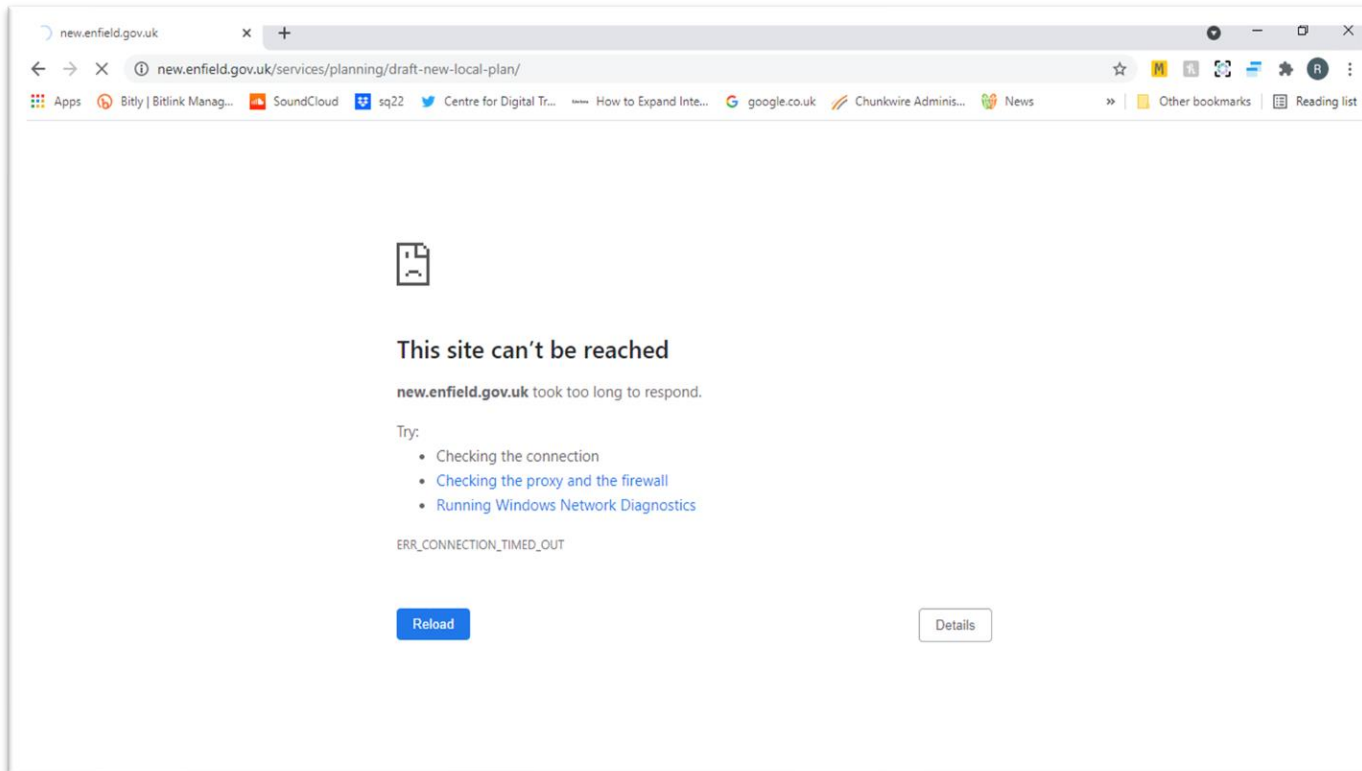 new.enfield.gov.uk
new.enfield.gov.uk/services/planning/draft-new-local-plan/
M R R
Apps Bitly | Bitlink Manag... SoundCloud sq22 Centre for Digital Tr... How to Expand Inte... google.co.uk Chunkwire Adminis... News » Other bookmarks Reading list
This site can't be reached
new.enfield.gov.uk took too long to respond.
Try:
• Checking the connection
• Checking the proxy and the firewall
• Running Windows Network Diagnostics
ERR_CONNECTION_TIMED_OUT
Reload Details